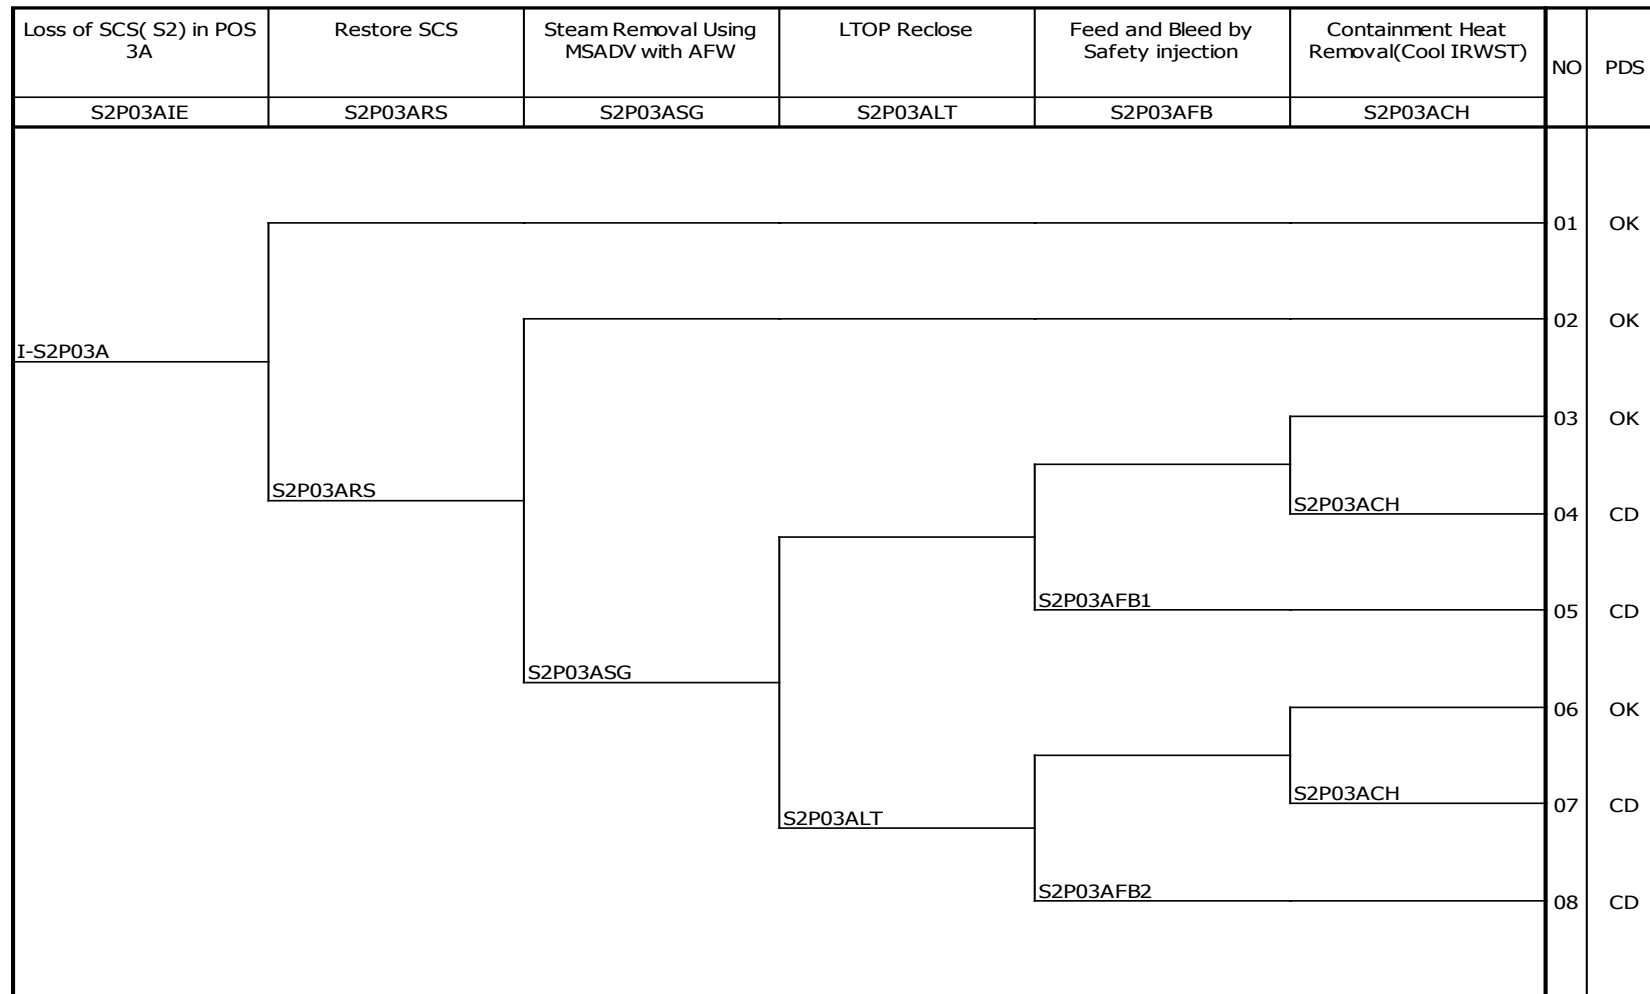 Loss of SCS( S2) in POS
3A
Restore SCS
Steam Removal Using
MSADV with AFW
LTOP Reclose
Feed and Bleed by
Safety injection
Containment Heat
Removal(Cool IRWST)
NO
PDS
S2P03AIE
S2P03ARS
S2P03ASG
S2P03ALT
S2P03AFB
S2P03ACH
01
OK
02
OK
I-S2P03A
03
OK
S2P03ARS
S2P03ACH
04
CD
S2P03AFB1
05
CD
S2P03ASG
06
OK
S2P03ACH
07
CD
S2P03ALT
S2P03AFB2
08
CD